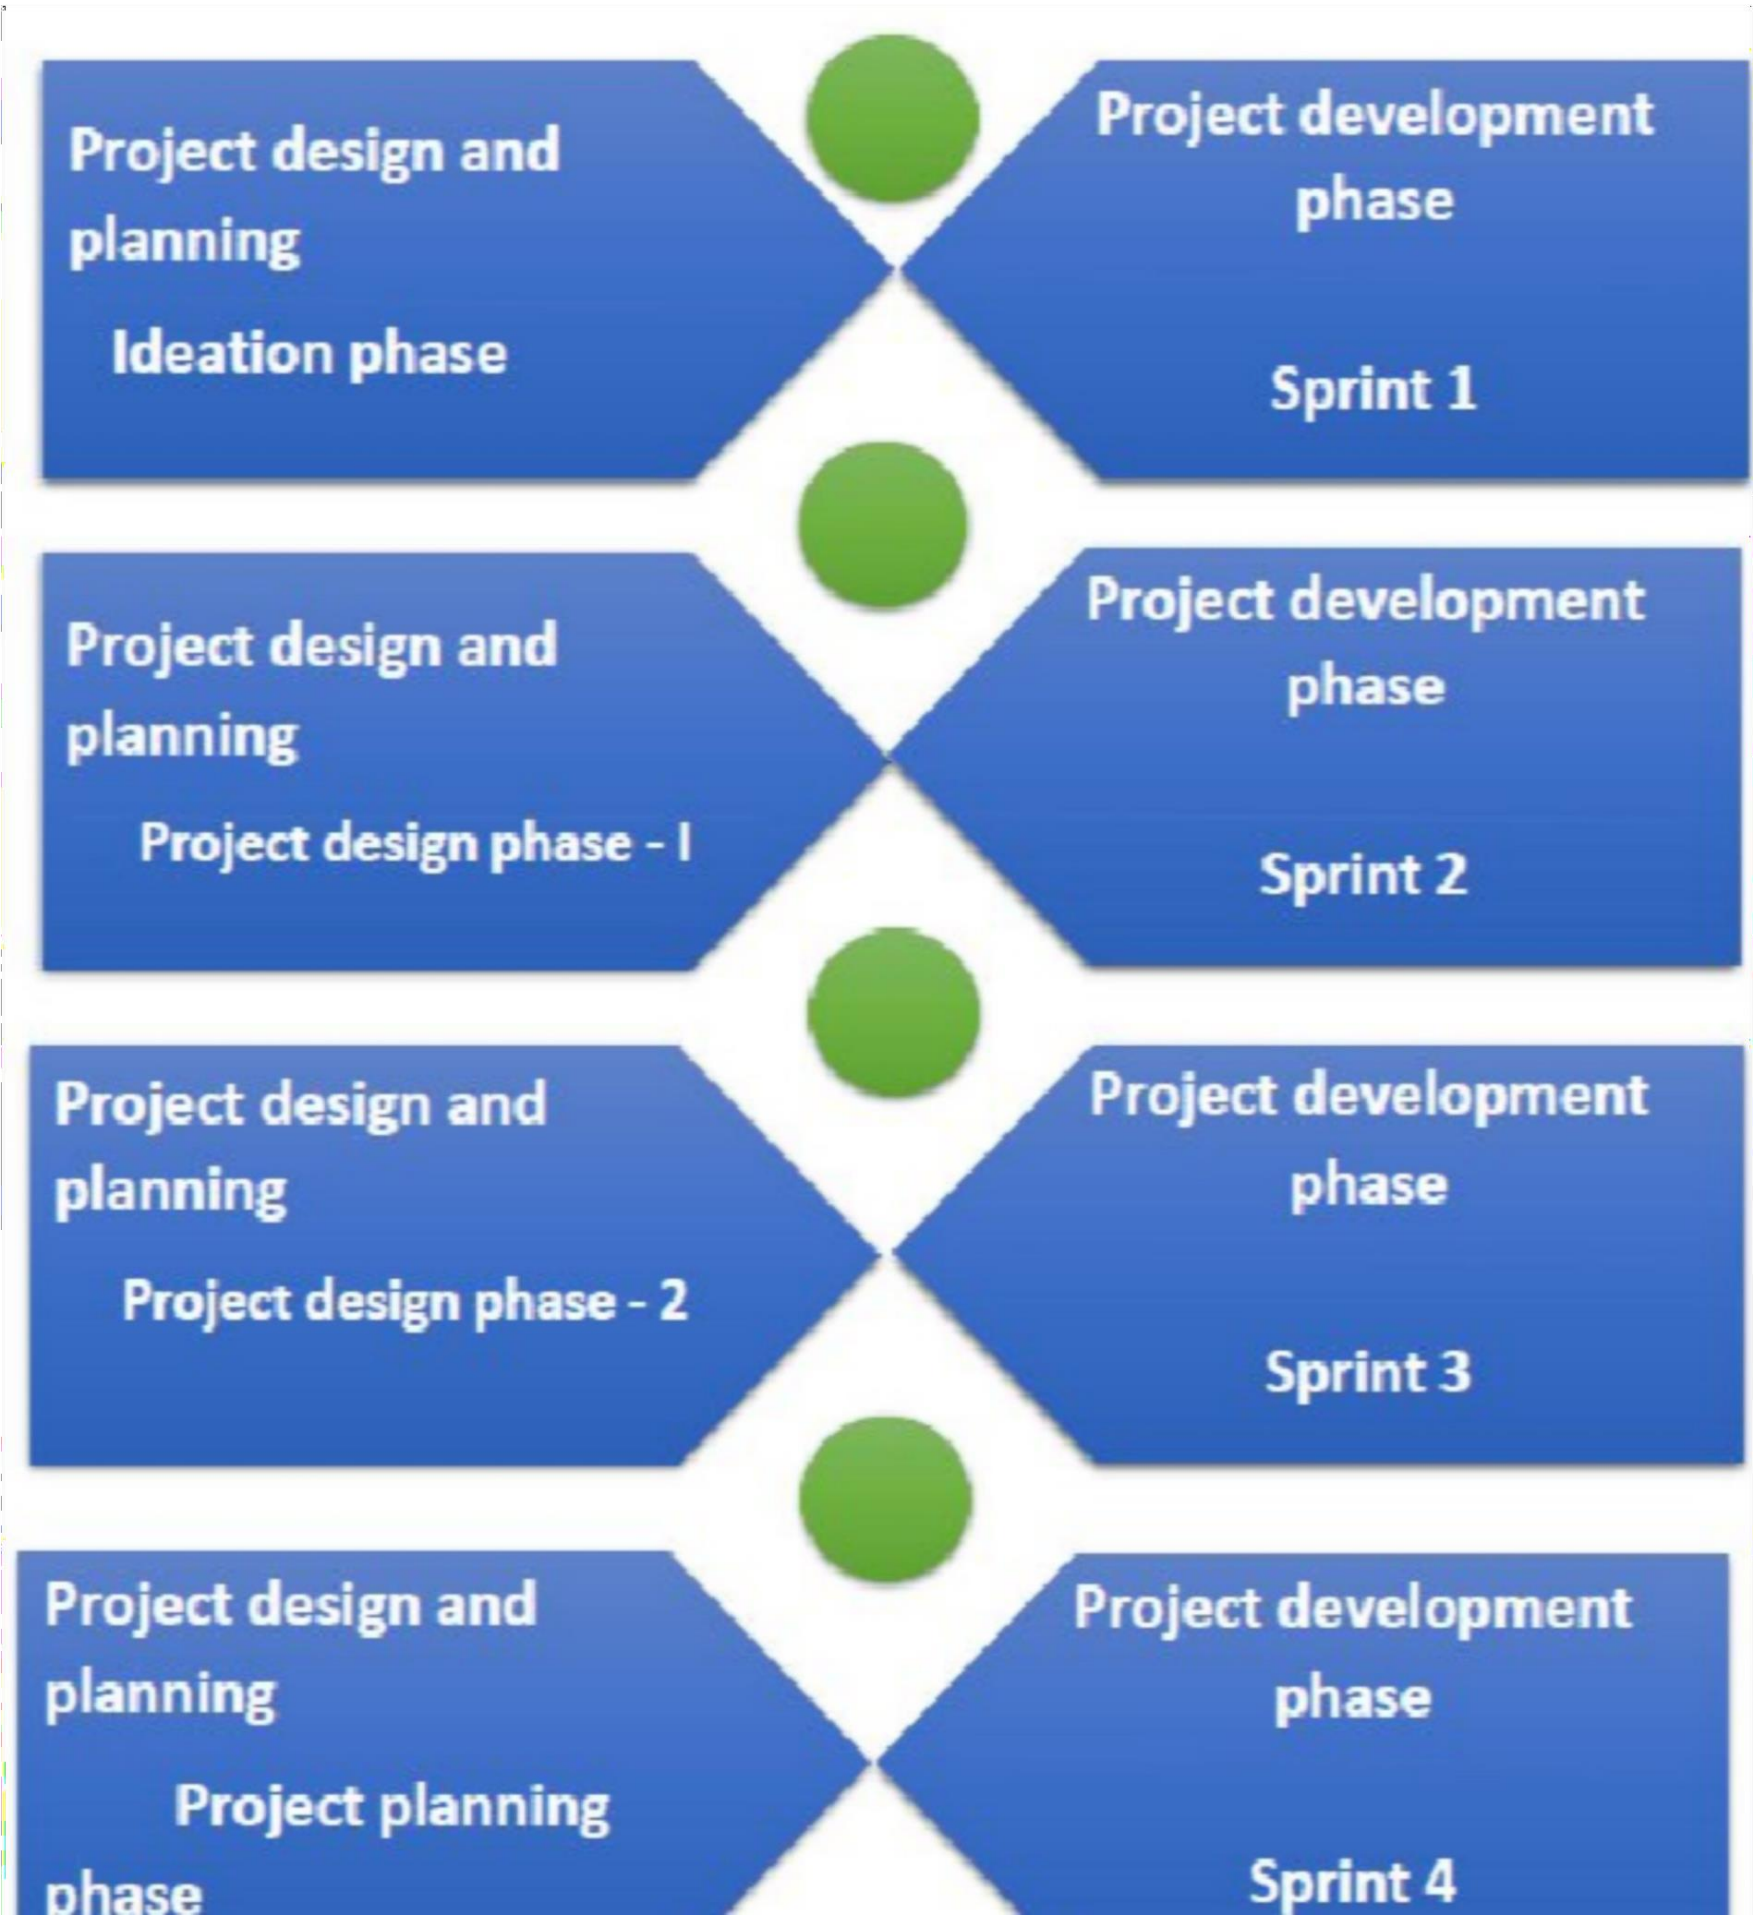 Project design and
planning
Ideation phase
Project development
phase
Sprint 1
Project design and
planning
Project design phase - I
Project development
phase
Sprint 2
Project design and
planning
Project design phase - 2
Project development
phase
Sprint 3
Project design and
planning
Project planning
phase
Project development
phase
Sprint 4